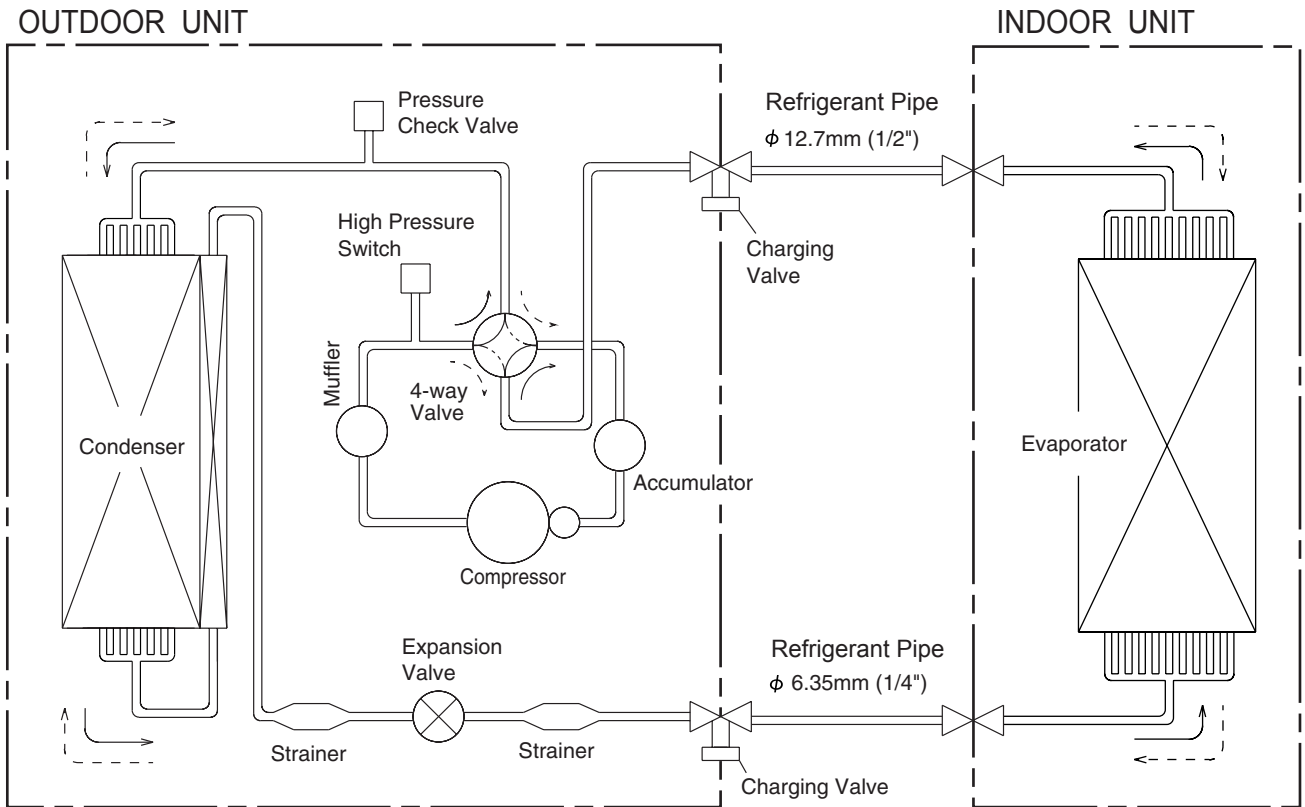 OUTDOOR UNIT
INDOOR UNIT
Pressure
Check Valve
Refrigerant Pipe
ϕ 12.7mm (1/2")
High Pressure
Switch
Charging
Valve
Muffler
4-way
Valve
Condenser
Evaporator
Accumulator
Compressor
Expansion
Valve
Refrigerant Pipe
ϕ 6.35mm (1/4")
Strainer
Strainer
Charging Valve